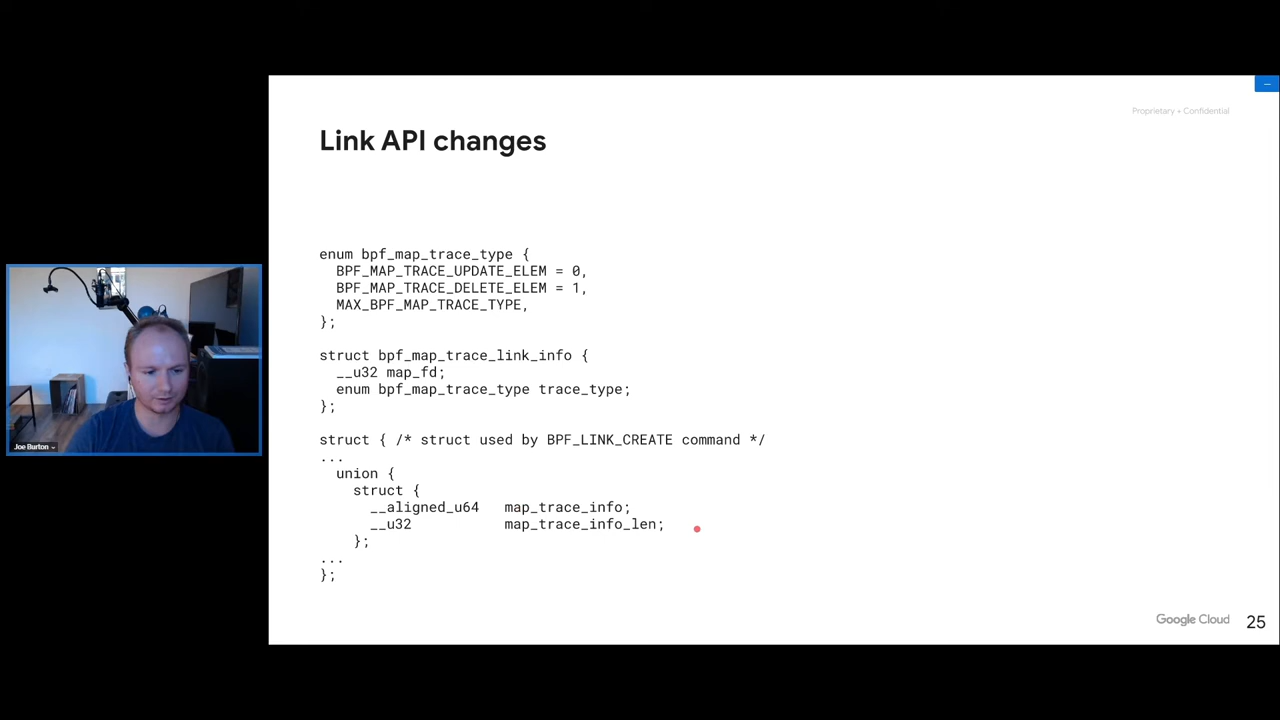 Proprietary + Confidential
Link API changes
enum bpf_map_trace_type {
  BPF_MAP_TRACE_UPDATE_ELEM = 0,
  BPF_MAP_TRACE_DELETE_ELEM = 1,
  MAX_BPF_MAP_TRACE_TYPE,
};
struct bpf_map_trace_link_info {
  __u32 map_fd;
  enum bpf_map_trace_type trace_type;
};
struct { /* struct used by BPF_LINK_CREATE command */
...
  union {
    struct {
      __aligned_u64   map_trace_info;
      __u32           map_trace_info_len;
    };
...
};
Joe Burton
Google Cloud 25